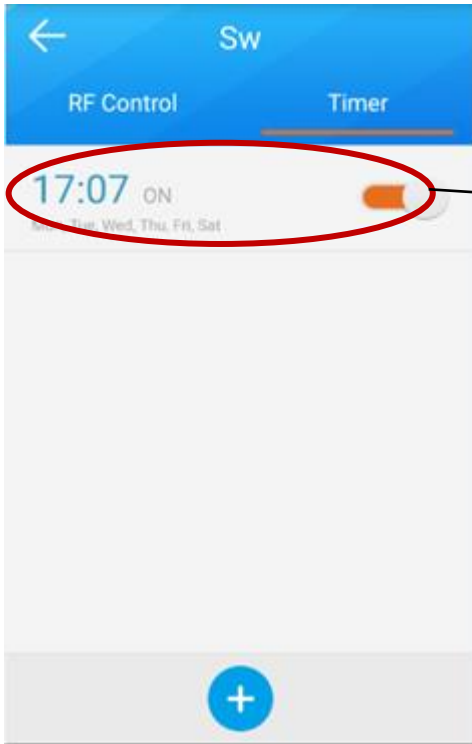 Sw
RF Control Timer
17:07 ON
Tue, Wed, Thu, Fri, Sat